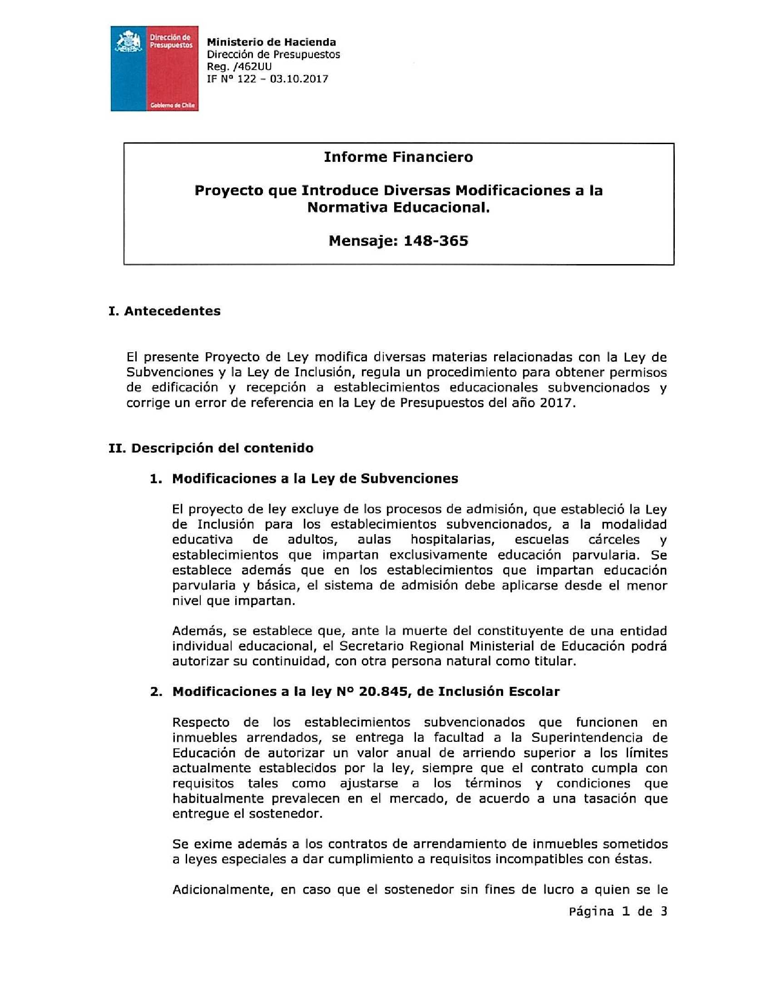 Dirección de
Presupuestos
Gobierno de Chile
Ministerio de Hacienda
Dirección de Presupuestos
Reg. /462UU
IF Nº 122 – 03.10.2017
Informe Financiero
Proyecto que Introduce Diversas Modificaciones a la
Normativa Educacional.
Mensaje: 148-365
I. Antecedentes
El presente Proyecto de Ley modifica diversas materias relacionadas con la Ley de
Subvenciones y la Ley de Inclusión, regula un procedimiento para obtener permisos
de edificación y recepción a establecimientos educacionales subvencionados y
corrige un error de referencia en la Ley de Presupuestos del año 2017.
II. Descripción del contenido
1. Modificaciones a la Ley de Subvenciones
El proyecto de ley excluye de los procesos de admisión, que estableció la Ley
de Inclusión para los establecimientos subvencionados, a la modalidad
educativa de adultos, aulas hospitalarias, escuelas cárceles y
establecimientos que impartan exclusivamente educación parvularia. Se
establece además que en los establecimientos que impartan educación
parvularia y básica, el sistema de admisión debe aplicarse desde el menor
nivel que impartan.
Además, se establece que, ante la muerte del constituyente de una entidad
individual educacional, el Secretario Regional Ministerial de Educación podrá
autorizar su continuidad, con otra persona natural como titular.
2. Modificaciones a la ley Nº 20.845, de Inclusión Escolar
Respecto de los establecimientos subvencionados que funcionen en
inmuebles arrendados, se entrega la facultad a la Superintendencia de
Educación de autorizar un valor anual de arriendo superior a los límites
actualmente establecidos por la ley, siempre que el contrato cumpla con
requisitos tales como ajustarse a los términos y condiciones que
habitualmente prevalecen en el mercado, de acuerdo a una tasación que
entregue el sostenedor.
Se exime además a los contratos de arrendamiento de inmuebles sometidos
a leyes especiales a dar cumplimiento a requisitos incompatibles con éstas.
Adicionalmente, en caso que el sostenedor sin fines de lucro a quien se le
Página 1 de 3